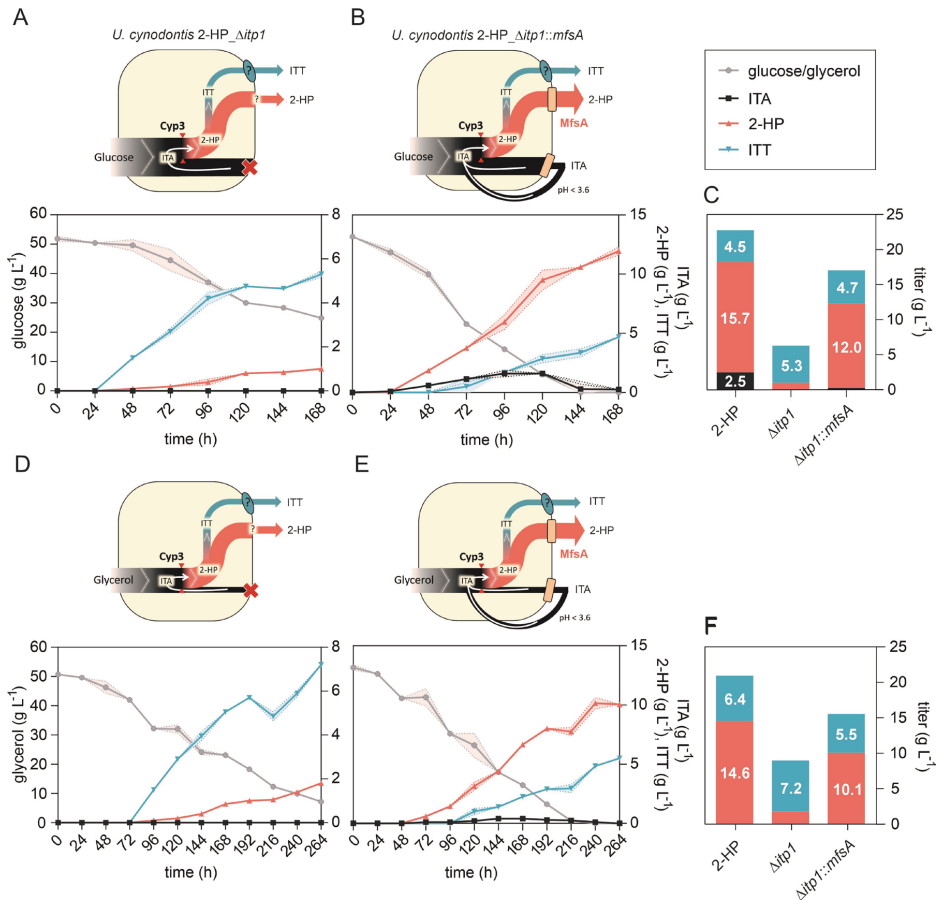 A
U. cynodontis 2-HP_Δitp1
ITT
ITT
?
2-HP
?
Cyp3
2-HP
Glucose
ITA
B
U. cynodontis 2-HP_Δitp1::mfsA
ITT
ITT
?
2-HP
MfsA
Cyp3
2-HP
Glucose
ITA
ITA
pH < 3.6
glucose/glycerol
ITA
2-HP
ITT
60
50
40
30
20
10
0
glucose (g L-1)
8
6
4
2
0
0 24 48 72 96 120 144 168
time (h)
15
10
5
0
ITA (g L-1)
2-HP (g L-1), ITT (g L-1)
0 24 48 72 96 120 144 168
time (h)
C
4.5
15.7
2.5
5.3
4.7
12.0
25
20
15
10
5
0
titer (g L-1)
2-HP
Δitp1
Δitp1::mfsA
D
ITT
ITT
?
2-HP
?
Cyp3
2-HP
Glycerol
ITA
E
ITT
ITT
?
2-HP
MfsA
Cyp3
2-HP
Glycerol
ITA
ITA
pH < 3.6
60
50
40
30
20
10
0
glycerol (g L-1)
8
6
4
2
0
0 24 48 72 96 120 144 168 192 216 240 264
time (h)
15
10
5
0
ITA (g L-1)
2-HP (g L-1), ITT (g L-1)
0 24 48 72 96 120 144 168 192 216 240 264
time (h)
F
6.4
14.6
7.2
5.5
10.1
25
20
15
10
5
0
titer (g L-1)
2-HP
Δitp1
Δitp1::mfsA